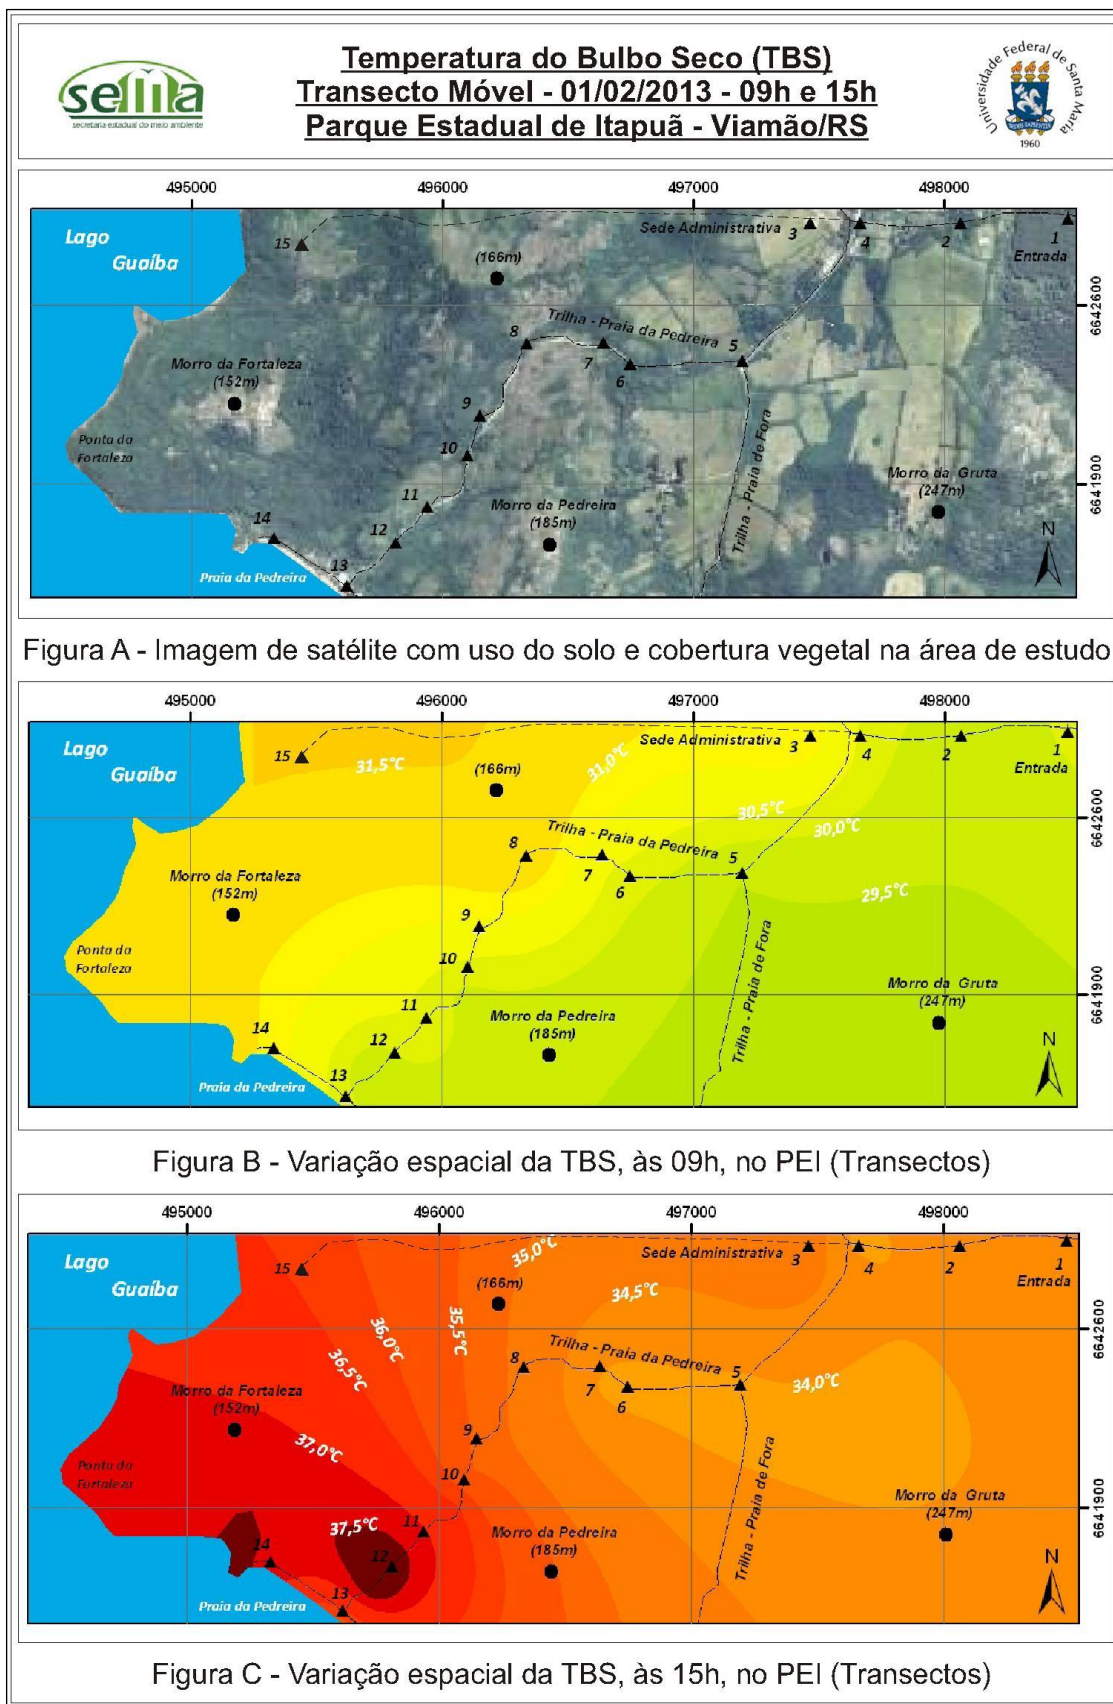 Temperatura do Bulbo Seco (TBS)
Transecto Móvel - 01/02/2013 - 09h e 15h
Parque Estadual de Itapuã - Viamão/RS
sema
secretaria estadual do meio ambiente
Universidade Federal de Santa Maria
SEDES SAPIENTIAE
1960
495000 496000 497000 498000
Lago
Guaíba
15
(166m)
Sede Administrativa
3
4
2
1
Entrada
6642600
Trilha - Praia da Pedreira
8
7
6
5
Morro da Fortaleza
(152m)
9
Ponta da
Fortaleza
10
Trilha - Praia de Fora
Morro da Gruta
(247m)
6641900
11
Morro da Pedreira
(185m)
14
12
N
13
Praia da Pedreira
Figura A - Imagem de satélite com uso do solo e cobertura vegetal na área de estudo
495000 496000 497000 498000
Lago
Guaíba
15
31,5°C
(166m)
31,0°C
Sede Administrativa
3
4
2
1
Entrada
30,5°C
30,0°C
6642600
Trilha - Praia da Pedreira
8
7
6
5
Morro da Fortaleza
(152m)
29,5°C
9
Ponta da
Fortaleza
10
Trilha - Praia de Fora
Morro da Gruta
(247m)
6641900
11
Morro da Pedreira
(185m)
14
12
N
13
Praia da Pedreira
Figura B - Variação espacial da TBS, às 09h, no PEI (Transectos)
495000 496000 497000 498000
Lago
Guaíba
15
(166m)
35,0°C
34,5°C
Sede Administrativa
3
4
2
1
Entrada
36,5°C
36,0°C
35,5°C
6642600
Trilha - Praia da Pedreira
8
7
6
5
34,0°C
Morro da Fortaleza
(152m)
37,0°C
9
Ponta da
Fortaleza
10
Trilha - Praia de Fora
Morro da Gruta
(247m)
6641900
37,5°C
11
Morro da Pedreira
(185m)
14
12
N
13
Praia da Pedreira
Figura C - Variação espacial da TBS, às 15h, no PEI (Transectos)